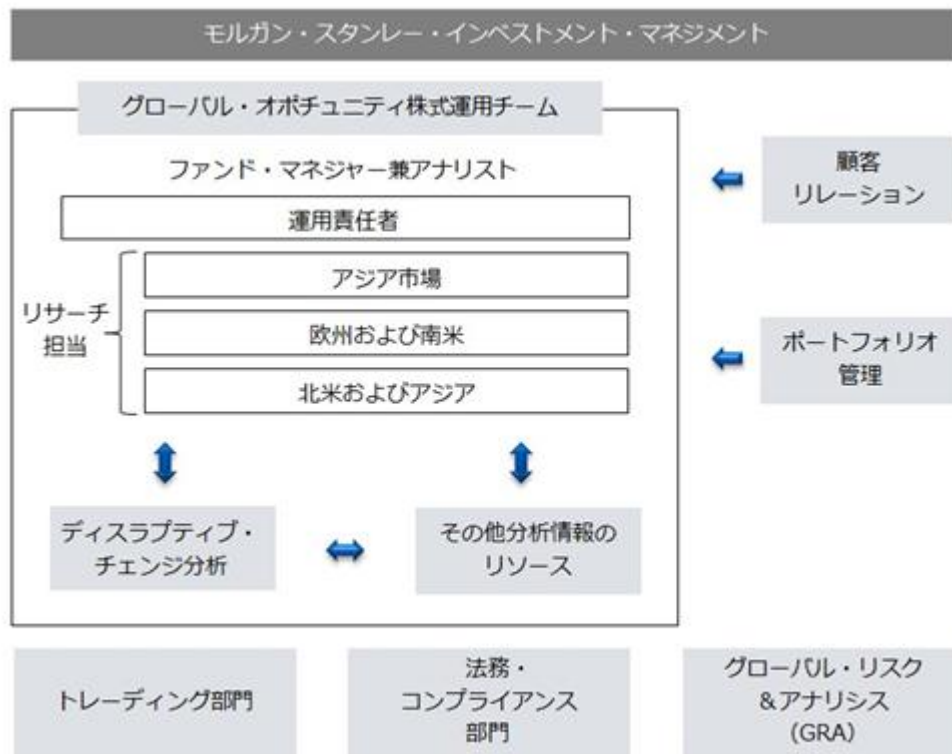 モルガン・スタンレー・インベストメント・マネジメント
グローバル・オポチュニティ株式運用チーム
ファンド・マネジャー兼アナリスト
運用責任者
リサーチ
担当
アジア市場
欧州および南米
北米およびアジア
ディスラプティブ・
チェンジ分析
その他分析情報の
リソース
顧客
リレーション
ポートフォリオ
管理
トレーディング部門
法務・
コンプライアンス
部門
グローバル・リスク
&アナリシス
(GRA)